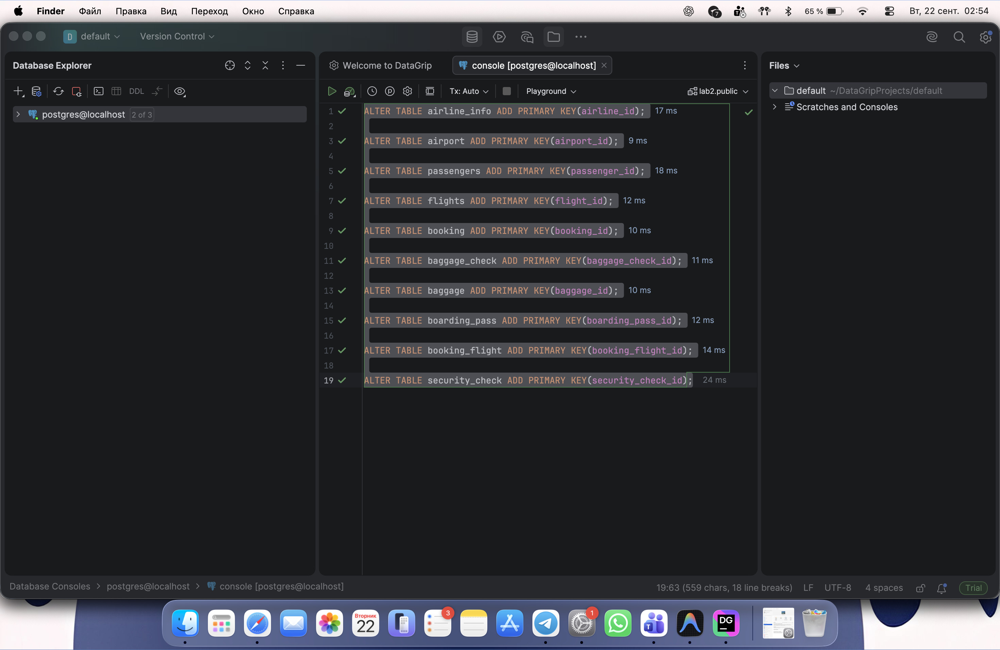 Finder Файл Правка Вид Переход Окно Справка 7 65 % Вт, 22 сент. 02:54
D default Version Control
Database Explorer
DDL
postgres@localhost 2 of 3
Welcome to DataGrip console [postgres@localhost]
Tx: Auto Playground lab2.public
1 ALTER TABLE airline_info ADD PRIMARY KEY(airline_id); 17 ms
2
3 ALTER TABLE airport ADD PRIMARY KEY(airport_id); 9 ms
4
5 ALTER TABLE passengers ADD PRIMARY KEY(passenger_id); 18 ms
6
7 ALTER TABLE flights ADD PRIMARY KEY(flight_id); 12 ms
8
9 ALTER TABLE booking ADD PRIMARY KEY(booking_id); 10 ms
10
11 ALTER TABLE baggage_check ADD PRIMARY KEY(baggage_check_id); 11 ms
12
13 ALTER TABLE baggage ADD PRIMARY KEY(baggage_id); 10 ms
14
15 ALTER TABLE boarding_pass ADD PRIMARY KEY(boarding_pass_id); 12 ms
16
17 ALTER TABLE booking_flight ADD PRIMARY KEY(booking_flight_id); 14 ms
18
19 ALTER TABLE security_check ADD PRIMARY KEY(security_check_id); 24 ms
Files
default ~/DataGripProjects/default
Scratches and Consoles
Database Consoles > postgres@localhost > console [postgres@localhost] 19:63 (559 chars, 18 line breaks) LF UTF-8 4 spaces Trial
Вторник
22
3
1
T
DG